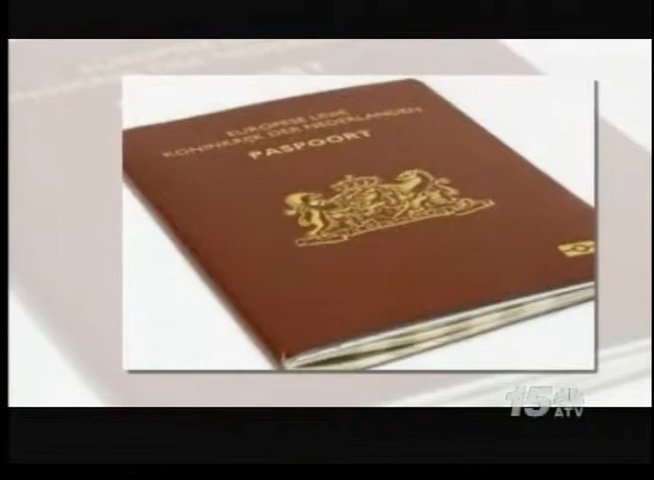 EUROPESE UNIE
KONINKRIJK DER NEDERLANDEN
PASPOORT
15
ATV